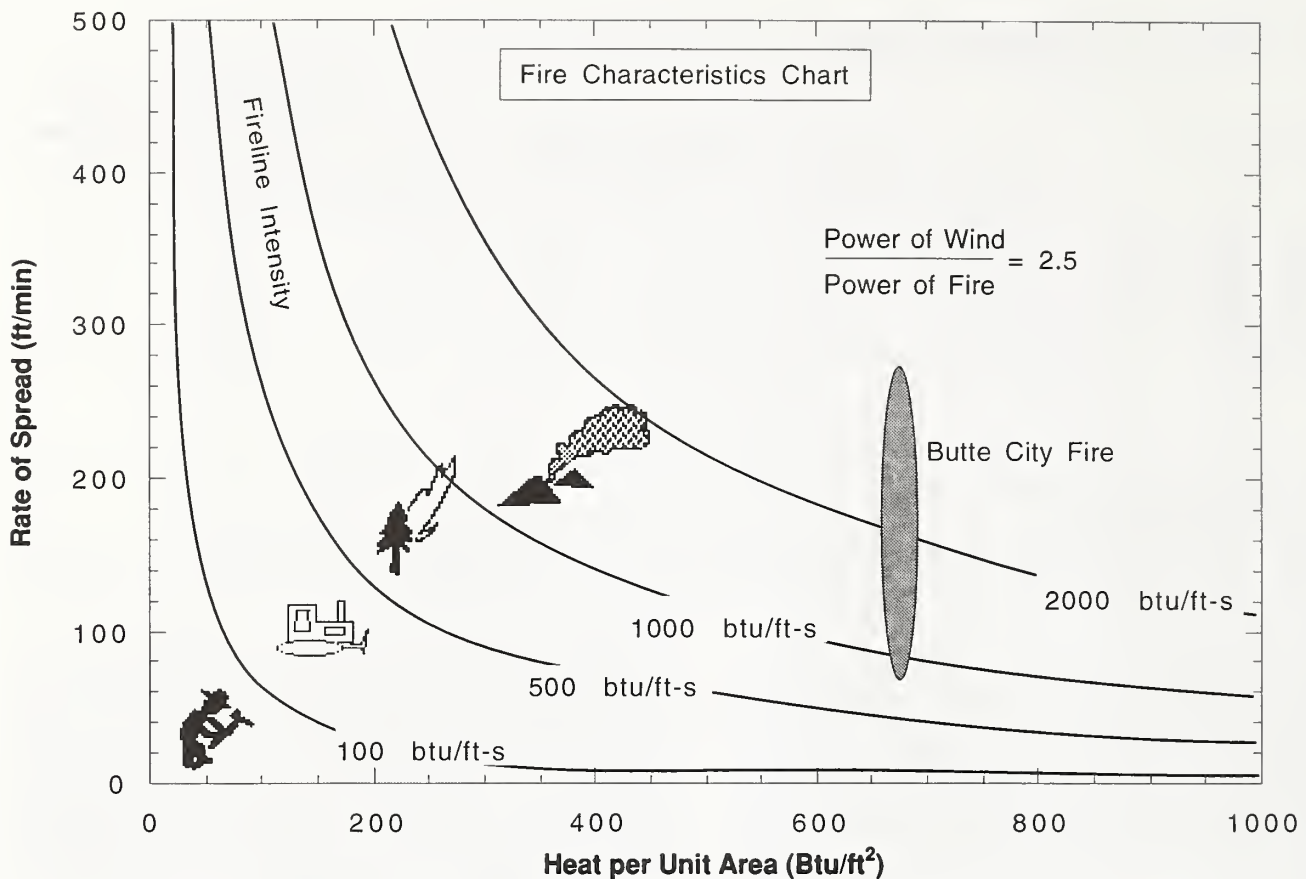 Fire Characteristics Chart
500
400
300
200
100
0
Rate of Spread (ft/min)
Fireline Intensity
Power of Wind
Power of Fire
= 2.5
Butte City Fire
2000 btu/ft-s
1000 btu/ft-s
500 btu/ft-s
100 btu/ft-s
0 200 400 600 800 1000
Heat per Unit Area (Btu/ft²)